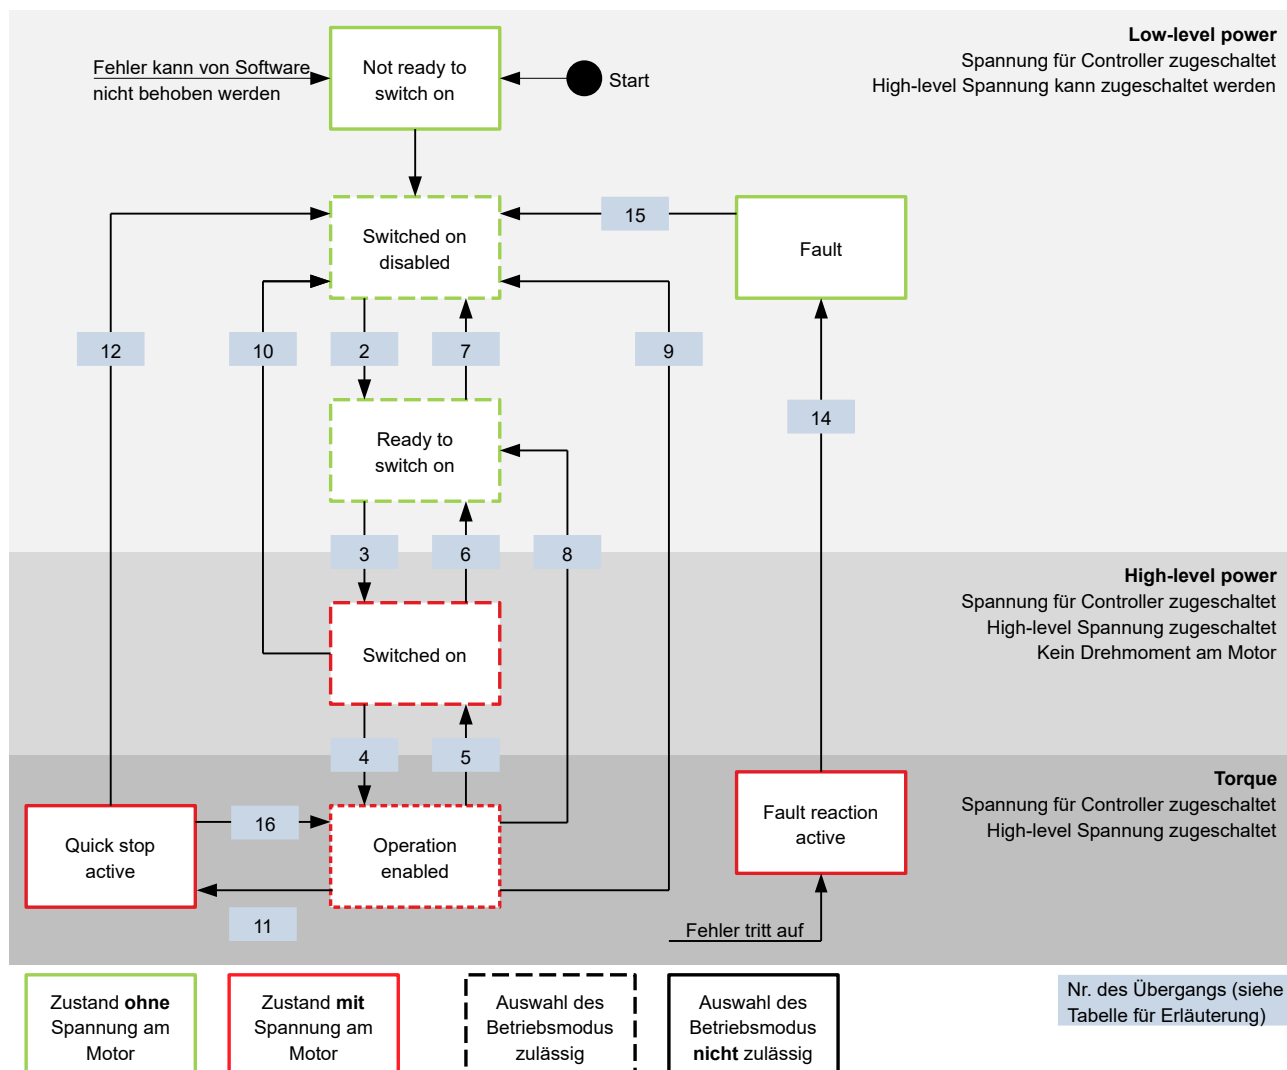 Low-level power
Spannung für Controller zugeschaltet
High-level Spannung kann zugeschaltet werden
Fehler kann von Software
nicht behoben werden
Not ready to
switch on
Start
Switched on
disabled
15
Fault
12
10
2
7
9
14
Ready to
switch on
3
6
8
High-level power
Spannung für Controller zugeschaltet
High-level Spannung zugeschaltet
Kein Drehmoment am Motor
Switched on
4
5
Torque
Spannung für Controller zugeschaltet
High-level Spannung zugeschaltet
Quick stop
active
16
Operation
enabled
Fault reaction
active
11
Fehler tritt auf
Zustand ohne
Spannung am
Motor
Zustand mit
Spannung am
Motor
Auswahl des
Betriebsmodus
zulässig
Auswahl des
Betriebsmodus
nicht zulässig
Nr. des Übergangs (siehe
Tabelle für Erläuterung)